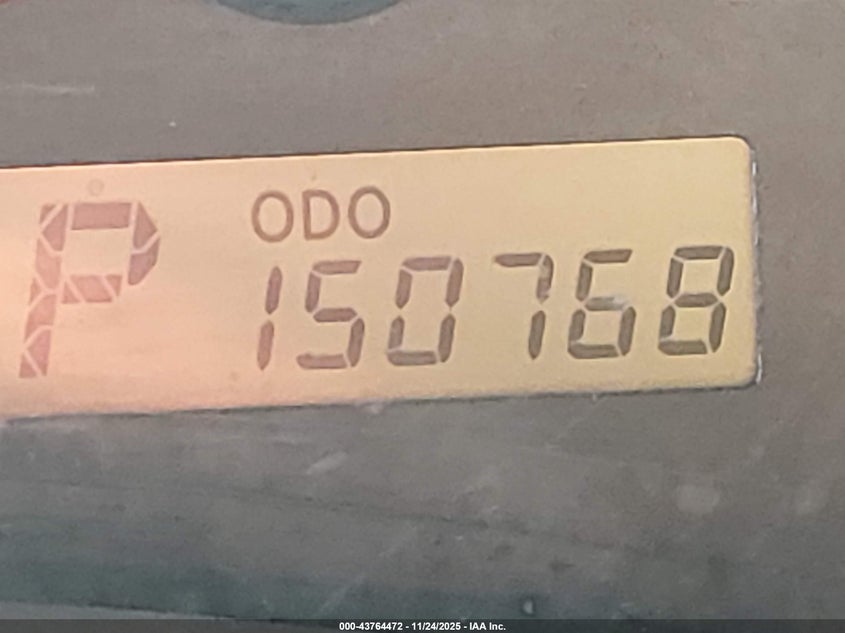 P
ODO
150768
000-43764472 - 11/24/2025 - IAA Inc.